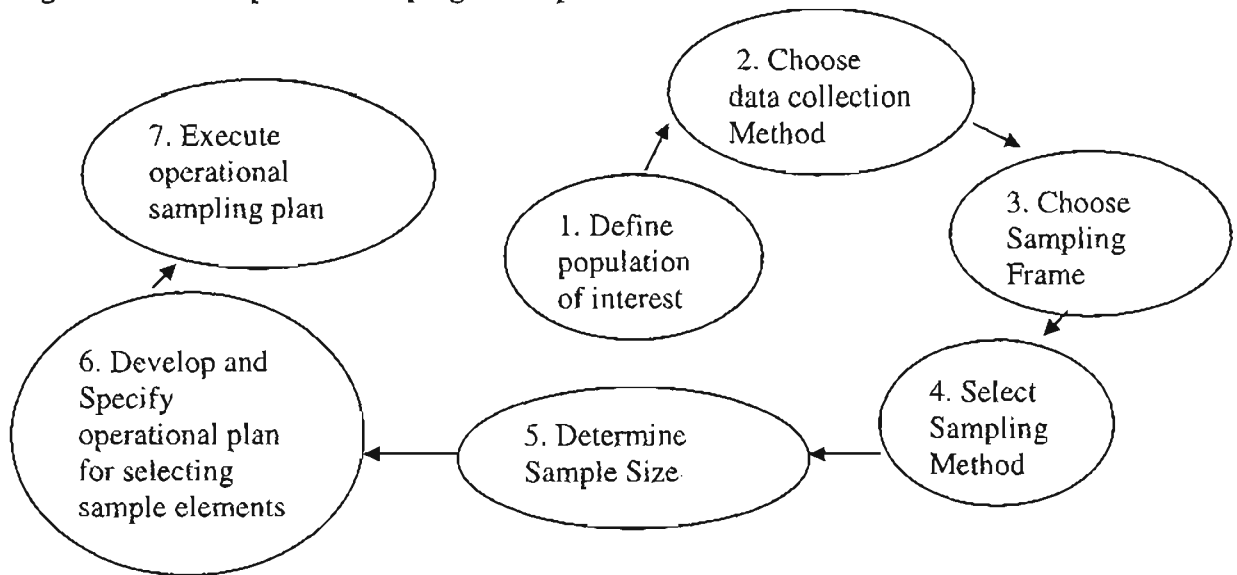 1. Define
population
of interest
2. Choose
data collection
Method
3. Choose
Sampling
Frame
4. Select
Sampling
Method
5. Determine
Sample Size
6. Develop and
Specify
operational plan
for selecting
sample elements
7. Execute
operational
sampling plan